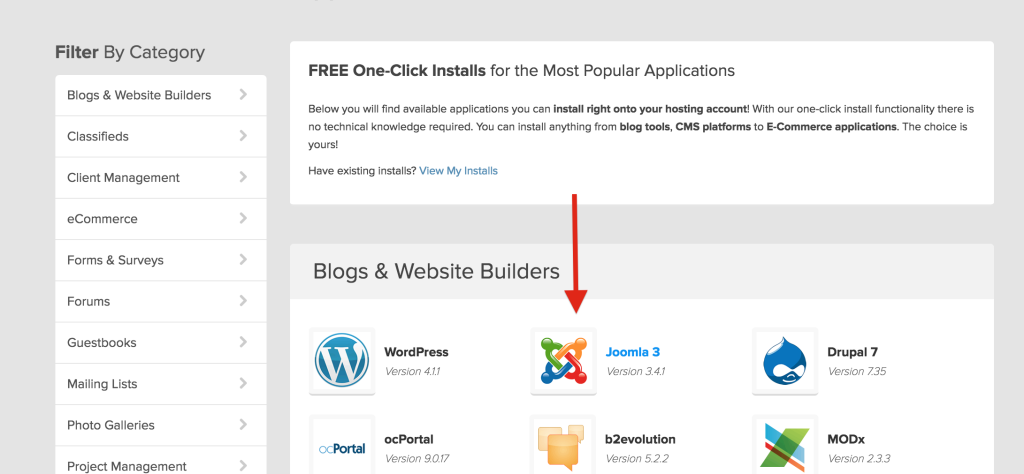 Filter By Category
Blogs & Website Builders
Classifieds
Client Management
eCommerce
Forms & Surveys
Forums
Guestbooks
Mailing Lists
Photo Galleries
Project Management
FREE One-Click Installs for the Most Popular Applications
Below you will find available applications you can install right onto your hosting account! With our one-click install functionality there is
no technical knowledge required. You can install anything from blog tools, CMS platforms to E-Commerce applications. The choice is
yours!
Have existing installs? View My Installs
Blogs & Website Builders
WordPress
Version 4.1.1
Joomla 3
Version 3.4.1
Drupal 7
Version 7.35
ocPortal
ocPortal
Version 9.0.17
b2evolution
Version 5.2.2
MODx
Version 2.3.3